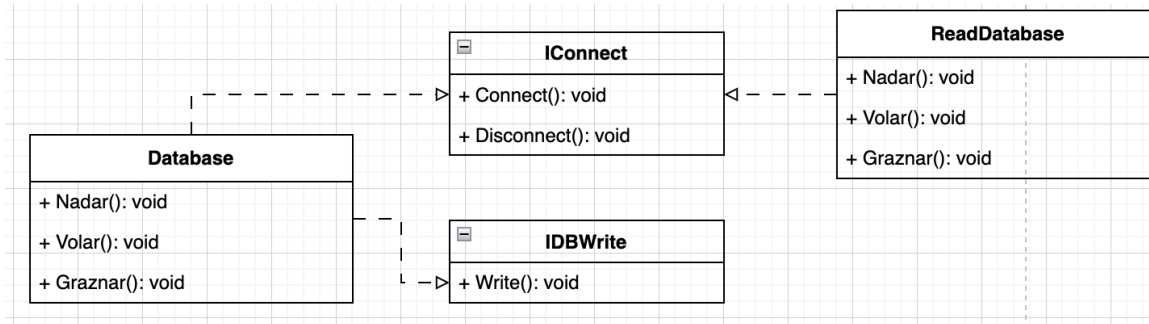 IConnect
+ Connect(): void
+ Disconnect(): void
ReadDatabase
+ Nadar(): void
+ Volar(): void
+ Graznar(): void
Database
+ Nadar(): void
+ Volar(): void
+ Graznar(): void
IDBWrite
+ Write(): void